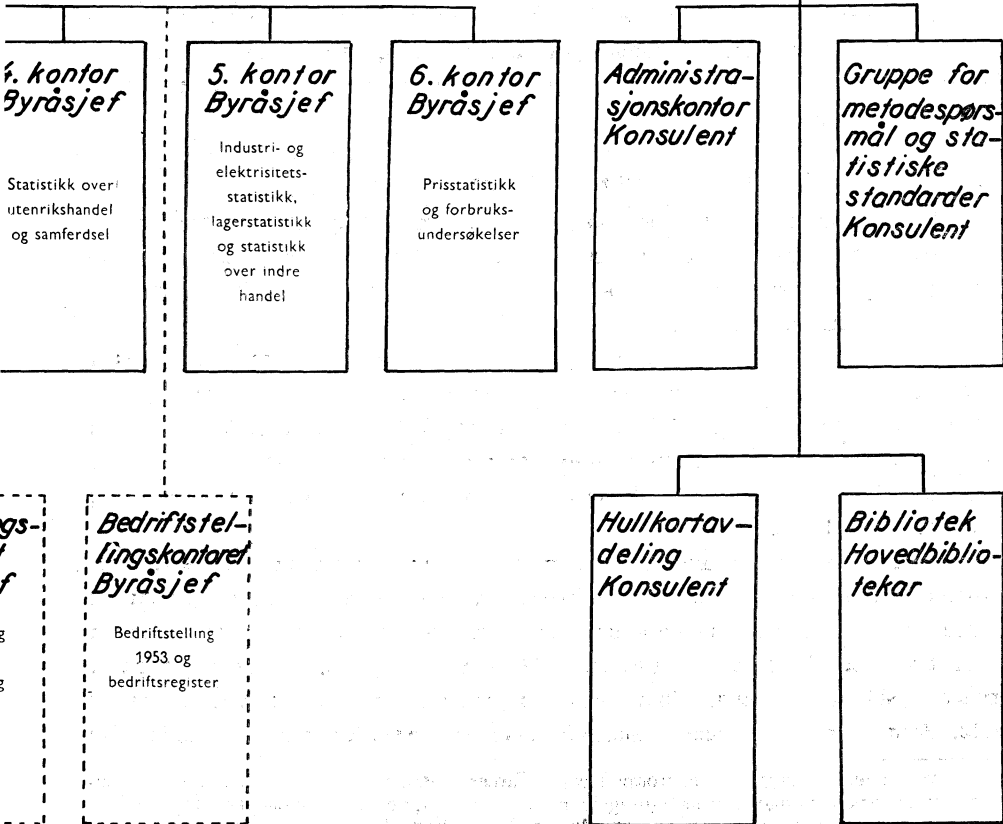 4. kontor
Byråsjef
Statistikk over
utenrikshandel
og samferdsel
5. kontor
Byråsjef
Industri- og
elektrisitets-
statistikk,
lagerstatistikk
og statistikk
over indre
handel
6. kontor
Byråsjef
Prisstatistikk
og forbruks-
undersøkelser
Administra-
sjonskontor
Konsulent
Gruppe for
metodespørs-
mål og sta-
tistiske
standarder
Konsulent
gs-
Bedriftstel-
lingskontoret
Byråsjef
Bedriftstelling
1953 og
bedriftsregister
Hullkortav-
deling
Konsulent
Bibliotek
Hovedbiblio-
tekar